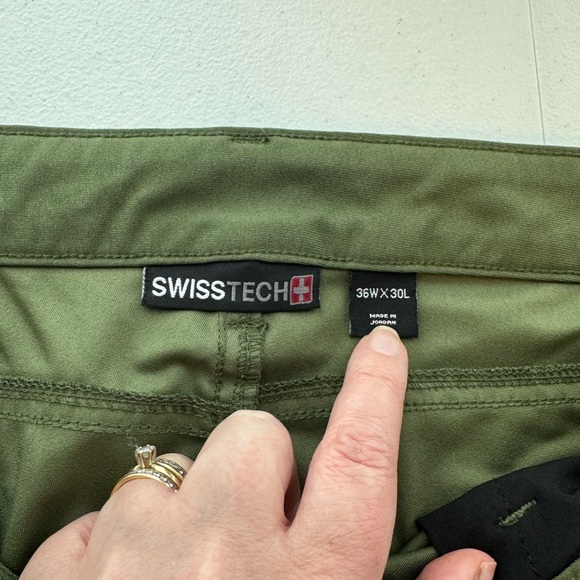 SWISSTECH
36W X 30L
MADE IN
JORDAN